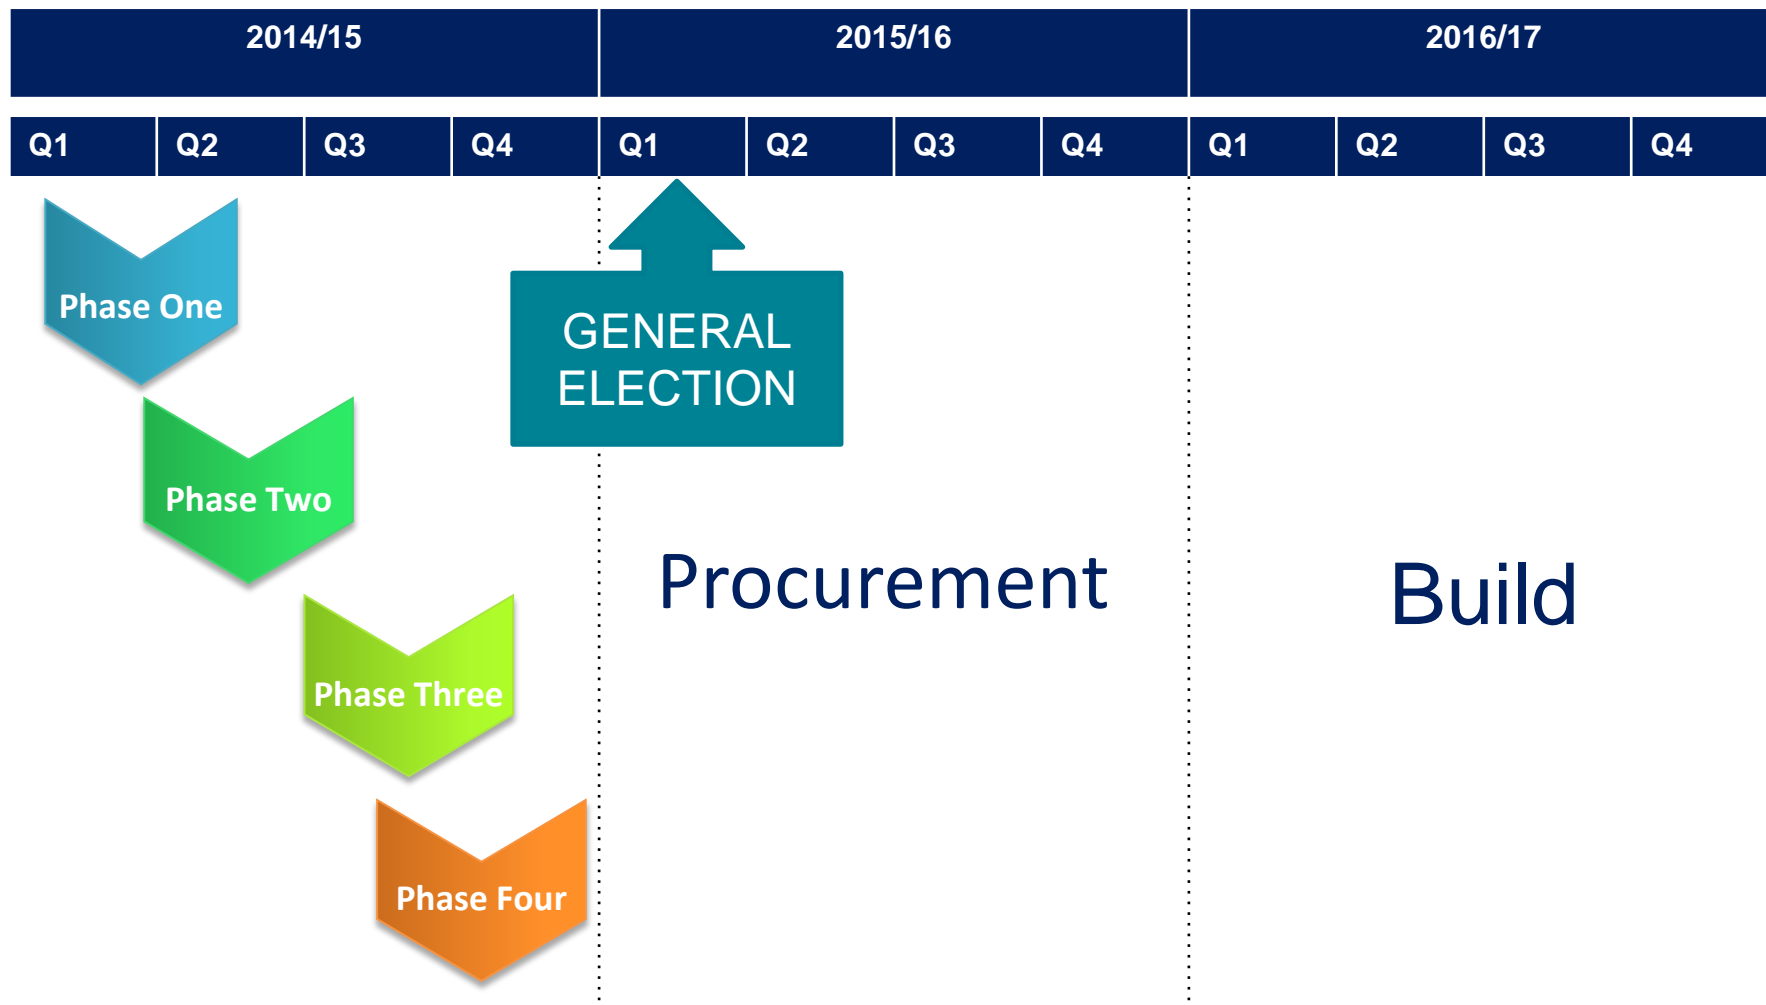 2014/15 2015/16 2016/17
Q1 Q2 Q3 Q4 Q1 Q2 Q3 Q4 Q1 Q2 Q3 Q4
Phase One
GENERAL
ELECTION
Phase Two
Procurement
Build
Phase Three
Phase Four